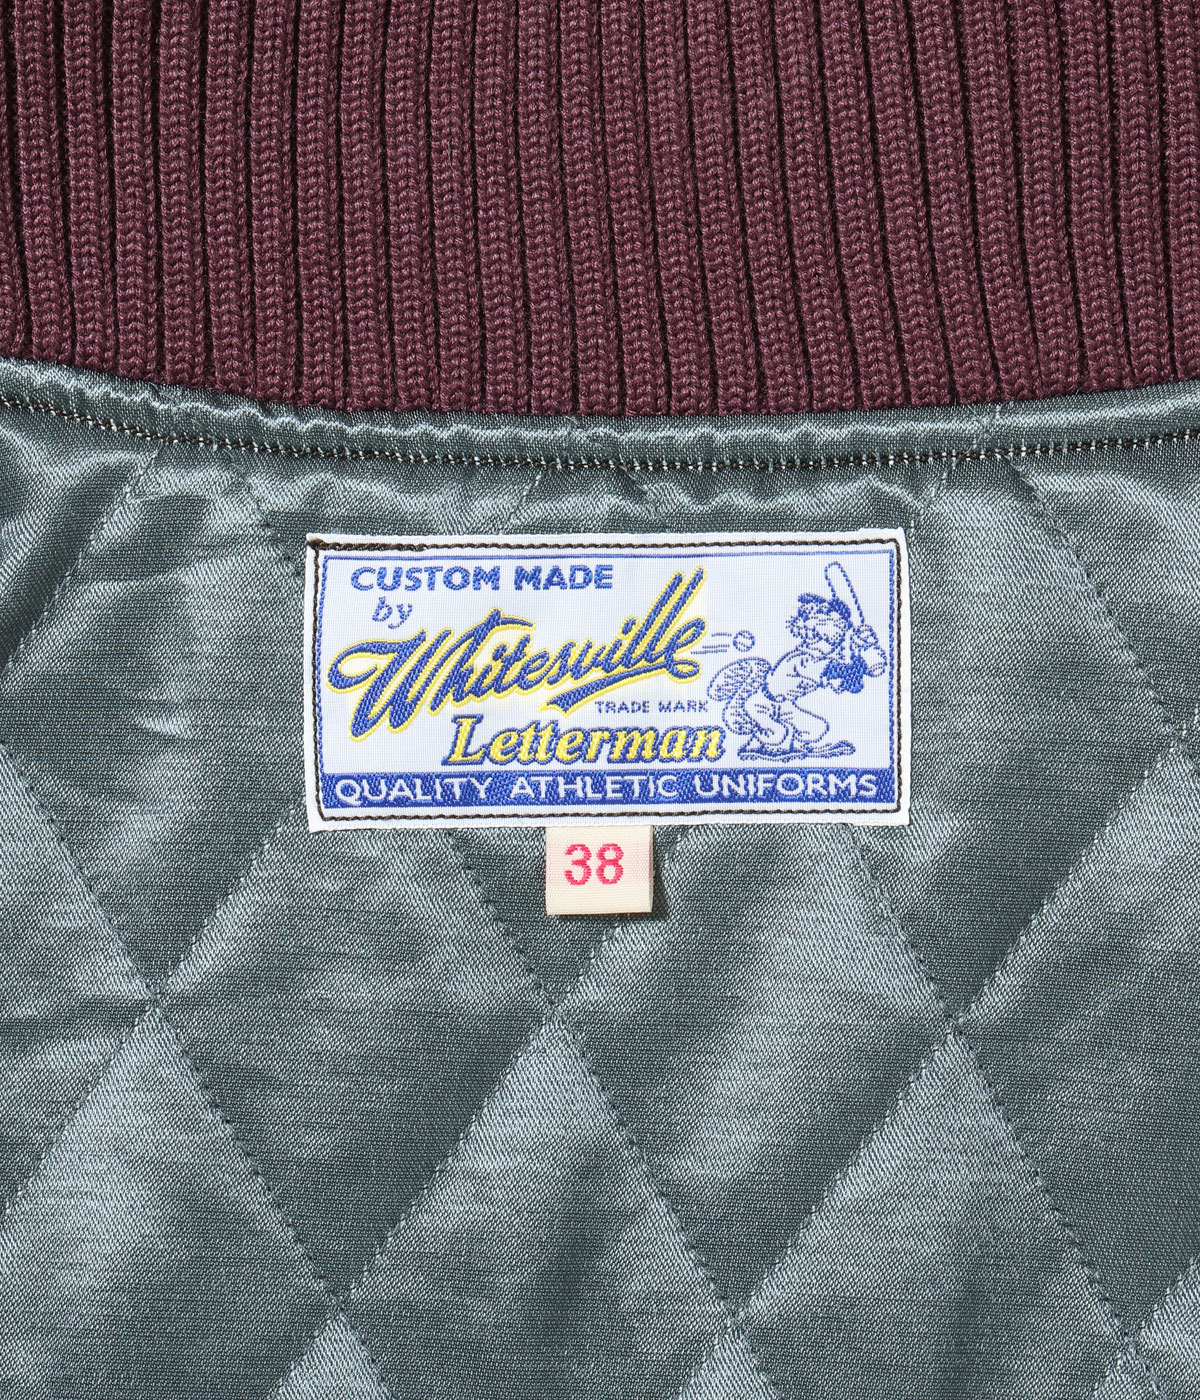 CUSTOM MADE
by
Whitesville
TRADE MARK
Letterman
QUALITY ATHLETIC UNIFORMS
38